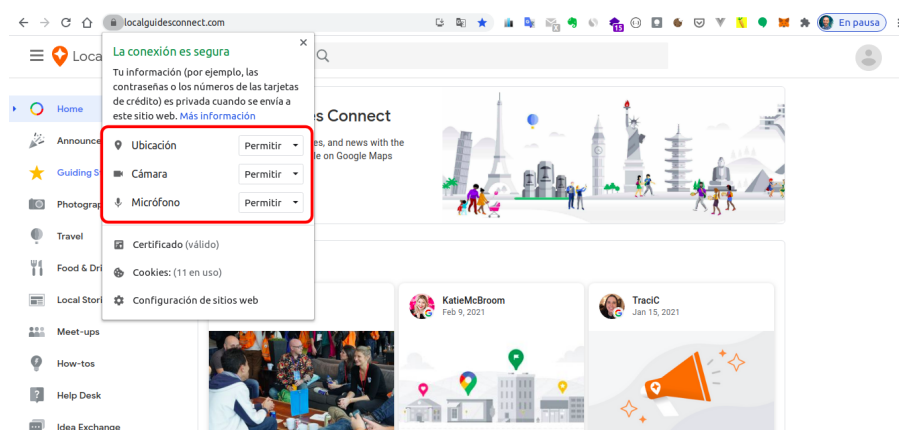 localguidesconnect.com
15
En pausa
Loca
La conexión es segura
Tu información (por ejemplo, las
contraseñas o los números de las tarjetas
de crédito) es privada cuando se envía a
este sitio web. Más información
Ubicación
Permitir
Cámara
Permitir
Micrófono
Permitir
Certificado (válido)
Cookies: (11 en uso)
Configuración de sitios web
Home
Announce
Guiding S
Photograp
Travel
Food & Dri
Local Stori
Meet-ups
How-tos
Help Desk
Idea Exchange
es Connect
es, and news with the
le on Google Maps
KatieMcBroom
Feb 9, 2021
TraciC
Jan 15, 2021